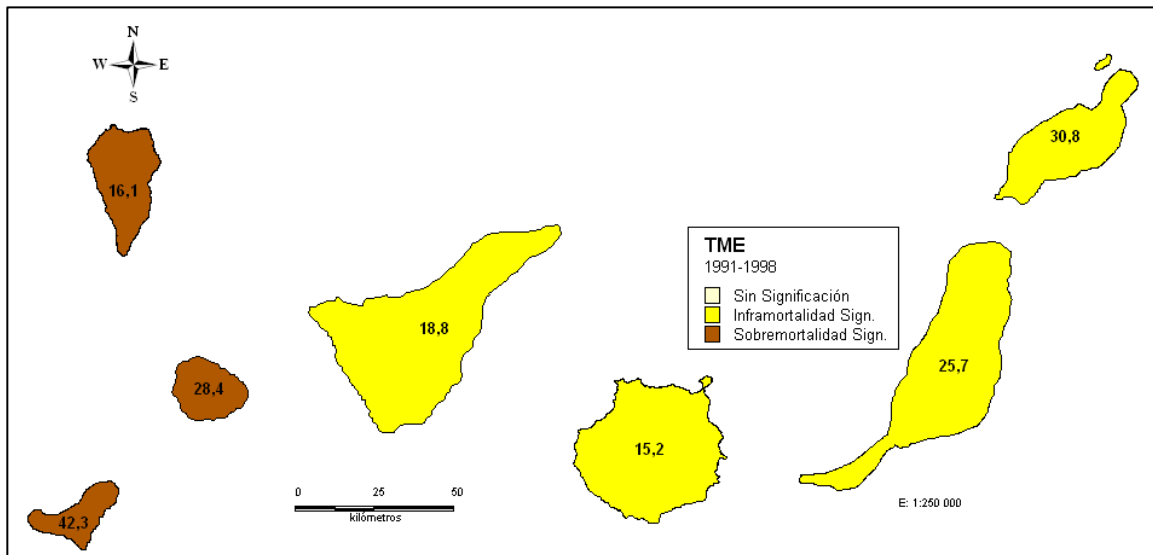 N
W E
S
30,8
16,1
TME
1991-1998
Sin Significación
Inframortalidad Sign.
Sobremortalidad Sign.
18,8
25,7
28,4
15,2
0 25 50
kilómetros
E: 1:250 000
42,3